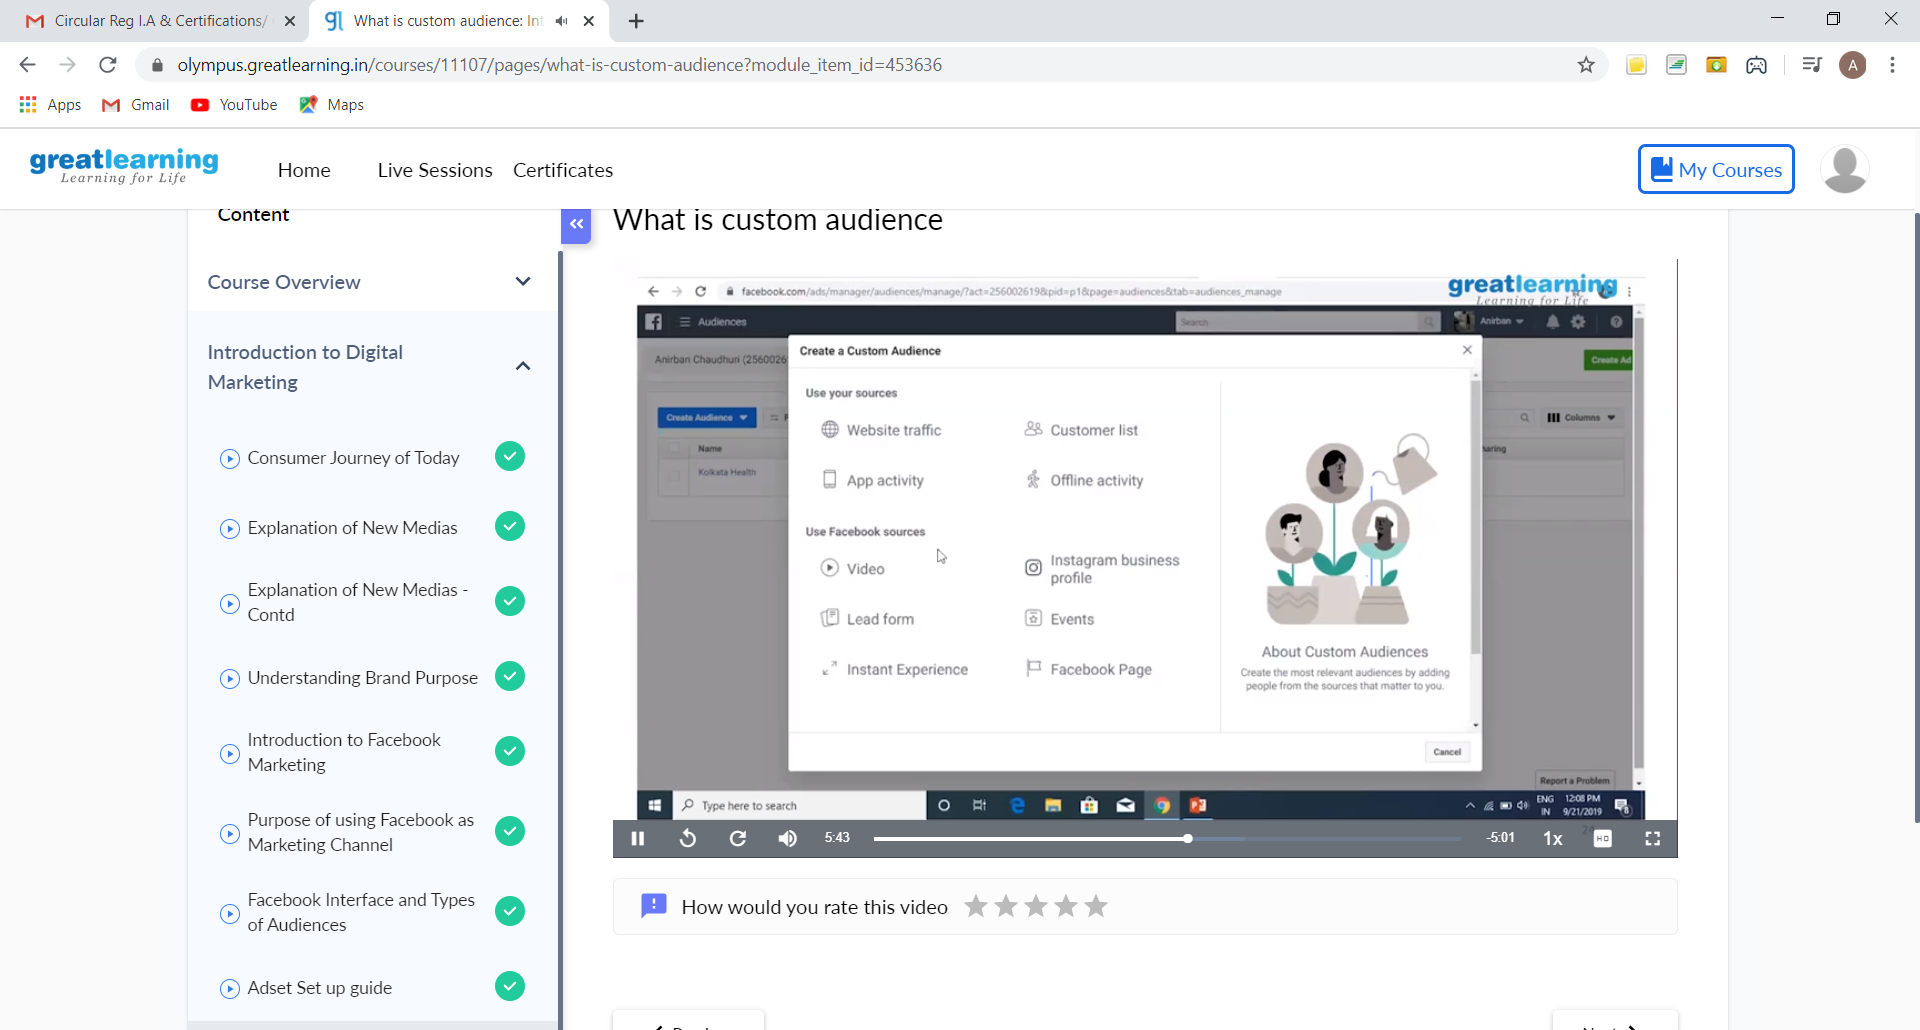 Circular Reg I.A & Certifications/
What is custom audience: Int
olympus.greatlearning.in/courses/11107/pages/what-is-custom-audience?module_item_id=453636
A
Apps
Gmail
YouTube
Maps
greatlearning
Learning for Life
Home
Live Sessions
Certificates
My Courses
Content
Course Overview
Introduction to Digital
Marketing
Consumer Journey of Today
Explanation of New Medias
Explanation of New Medias -
Contd
Understanding Brand Purpose
Introduction to Facebook
Marketing
Purpose of using Facebook as
Marketing Channel
Facebook Interface and Types
of Audiences
Adset Set up guide
What is custom audience
facebook.com/ads/manager/audiences/manage/?act=256002619&pid=p1&page=audiences&tab=audiences_manage
greatlearning
Learning for Life
Audiences
Search
Anirban
Anirban Chaudhuri (2560026
Create Ad
Create Audience
Columns
Name
Kolkata Health
haring
Create a Custom Audience
Use your sources
Website traffic
Customer list
App activity
Offline activity
Use Facebook sources
Video
Instagram business
profile
Lead form
Events
Instant Experience
Facebook Page
About Custom Audiences
Create the most relevant audiences by adding
people from the sources that matter to you.
Cancel
Report a Problem
Type here to search
ENG
IN
12:08 PM
9/21/2019
5:43
-5:01
1x
HD
How would you rate this video